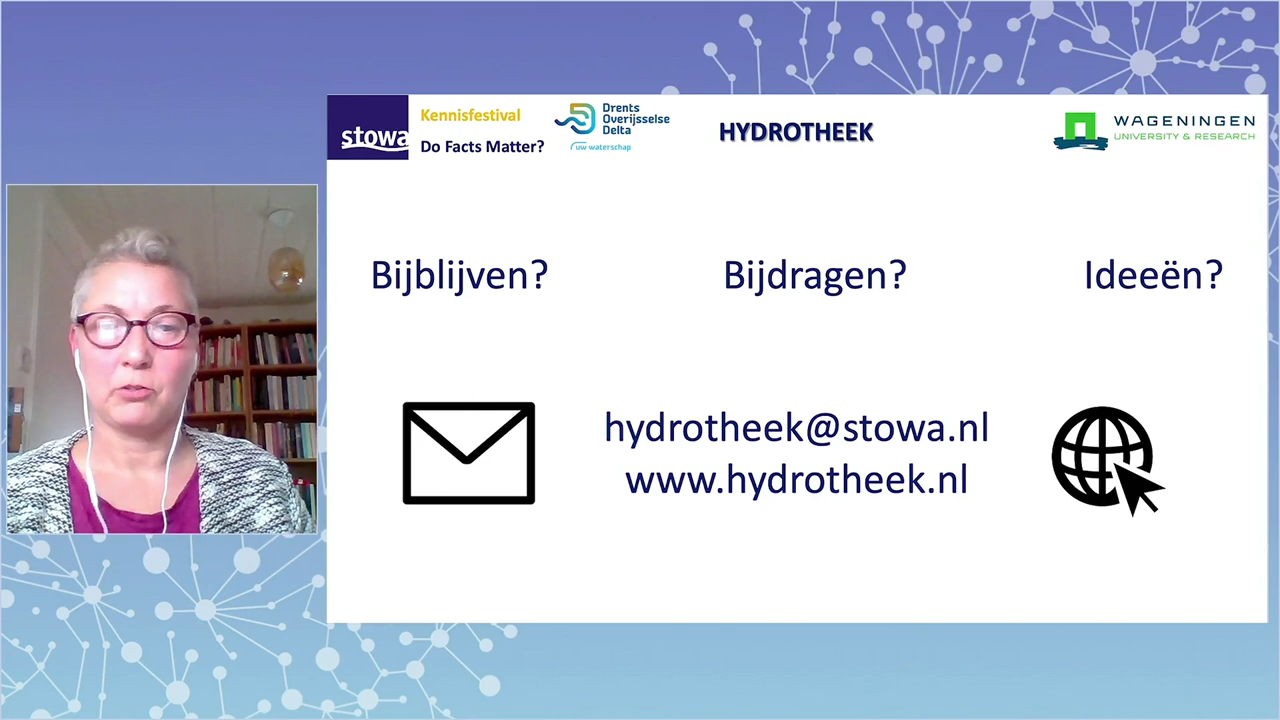 stowa
Kennisfestival
Do Facts Matter?
Drents
Overijsselse
Delta
uw waterschap
HYDROTHEEK
WAGENINGEN
UNIVERSITY & RESEARCH
Bijblijven?
Bijdragen?
Ideeën?
hydrotheek@stowa.nl
www.hydrotheek.nl